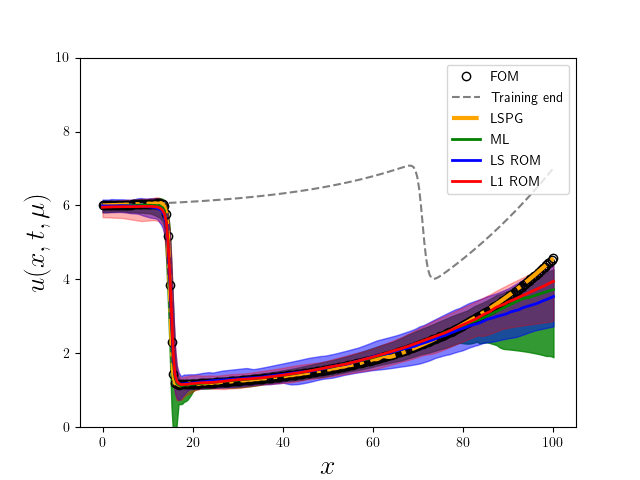 10
8
6
4
2
0
u(x, t, μ)
FOM
Training end
LSPG
ML
LS ROM
L1 ROM
0 20 40 60 80 100
x